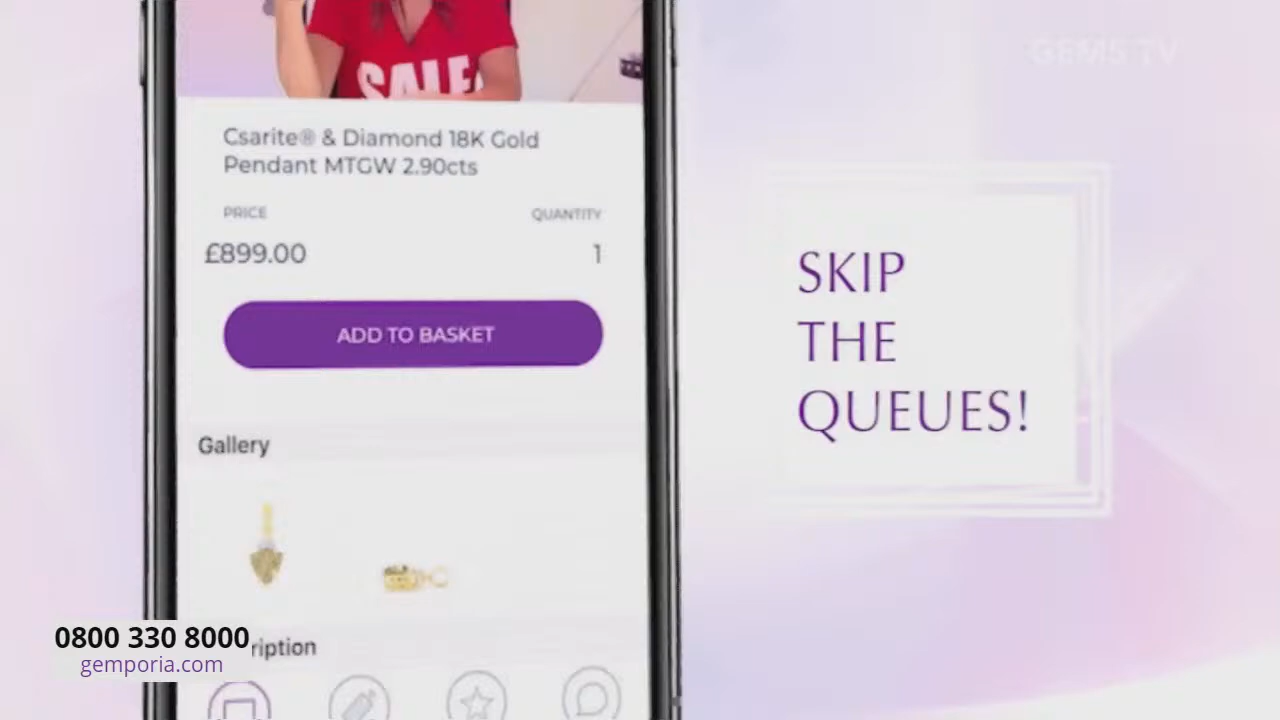 GEMS TV
SALE
Csarite® & Diamond 18K Gold
Pendant MTGW 2.90cts
PRICE
QUANTITY
£899.00
1
ADD TO BASKET
SKIP
THE
QUEUES!
Gallery
0800 330 8000
ription
gemporia.com